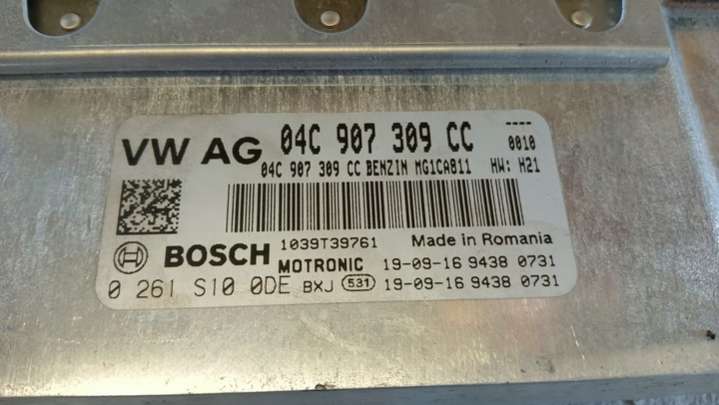 VW AG 04C 907 309 CC ----
0010
04C 907 309 CC BENZIN MG1CA811 HW: H21
BOSCH 1039T39761 Made in Romania
MOTRONIC 19-09-16 9438 0731
0 261 S10 0DE BXJ 531 19-09-16 9438 0731